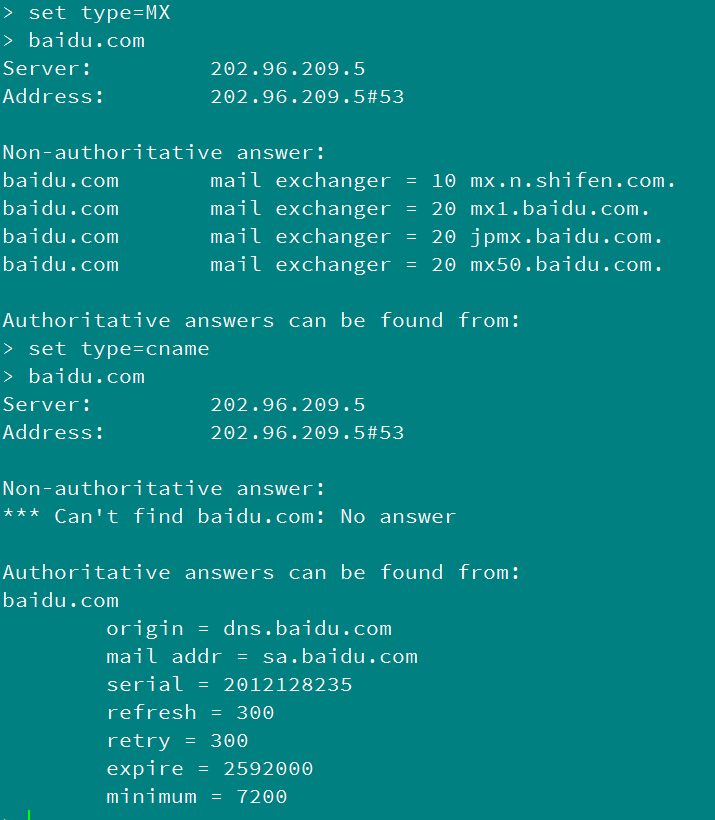 > set type=MX
> baidu.com
Server:         202.96.209.5
Address:        202.96.209.5#53

Non-authoritative answer:
baidu.com       mail exchanger = 10 mx.n.shifen.com.
baidu.com       mail exchanger = 20 mx1.baidu.com.
baidu.com       mail exchanger = 20 jpmx.baidu.com.
baidu.com       mail exchanger = 20 mx50.baidu.com.

Authoritative answers can be found from:
> set type=cname
> baidu.com
Server:         202.96.209.5
Address:        202.96.209.5#53

Non-authoritative answer:
*** Can't find baidu.com: No answer

Authoritative answers can be found from:
baidu.com
        origin = dns.baidu.com
        mail addr = sa.baidu.com
        serial = 2012128235
        refresh = 300
        retry = 300
        expire = 2592000
        minimum = 7200